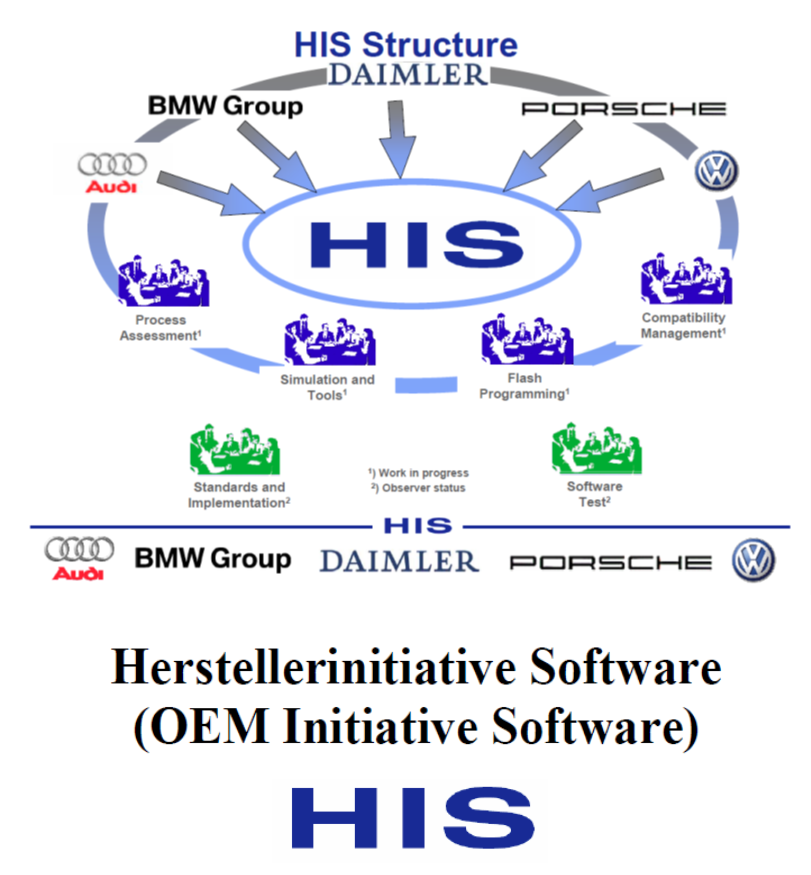 HIS Structure
DAIMLER
BMW Group
PORSCHE
Audi
HIS
Process
Assessment¹
Compatibility
Management¹
Simulation and
Tools¹
Flash
Programming¹
Standards and
Implementation²
¹) Work in progress
²) Observer status
Software
Test²
HIS
Audi
BMW Group
DAIMLER
PORSCHE
Herstellerinitiative Software
(OEM Initiative Software)
HIS